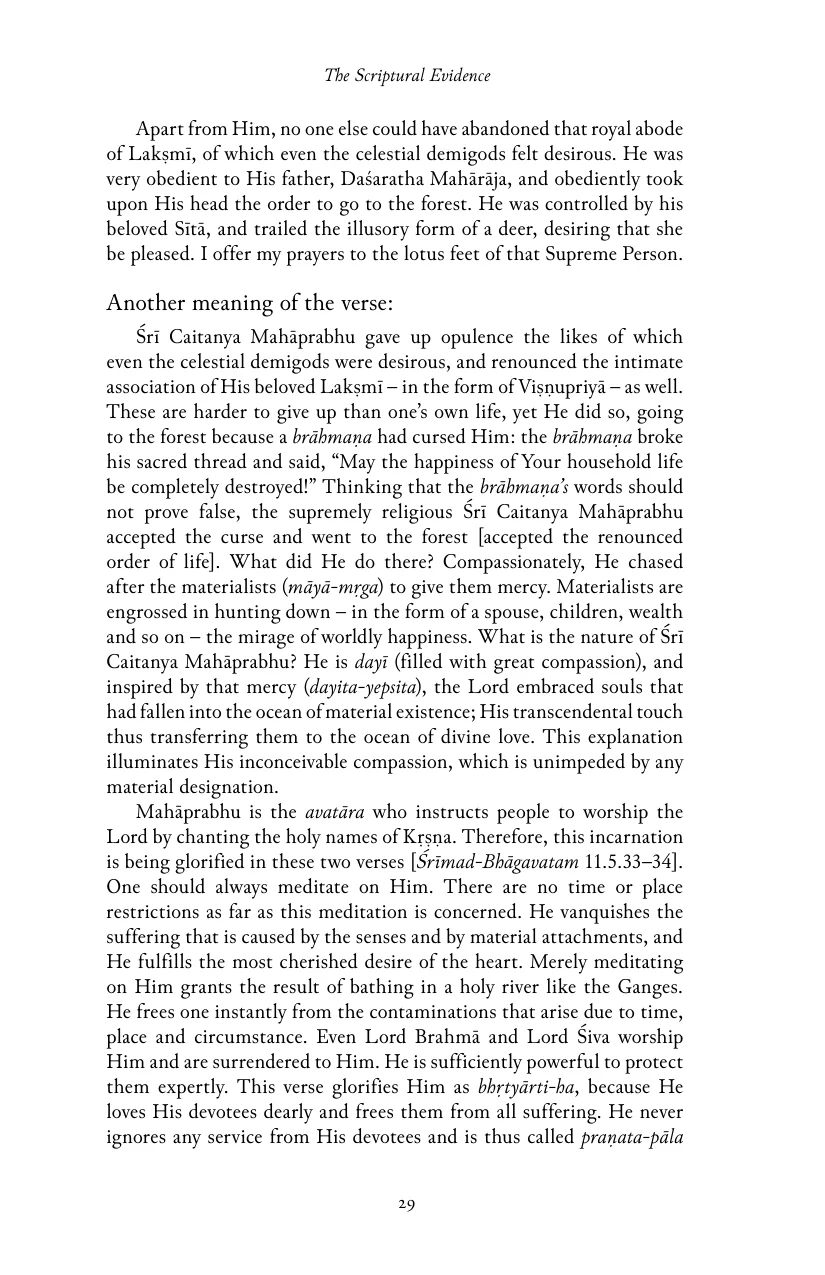 The Scriptural Evidence
Apart from Him, no one else could have abandoned that royal abode
of Lakṣmī, of which even the celestial demigods felt desirous. He was
very obedient to His father, Daśaratha Mahārāja, and obediently took
upon His head the order to go to the forest. He was controlled by his
beloved Sītā, and trailed the illusory form of a deer, desiring that she
be pleased. I offer my prayers to the lotus feet of that Supreme Person.
Another meaning of the verse:
Śrī Caitanya Mahāprabhu gave up opulence the likes of which
even the celestial demigods were desirous, and renounced the intimate
association of His beloved Lakṣmī – in the form of Viṣṇupriyā – as well.
These are harder to give up than one’s own life, yet He did so, going
to the forest because a brāhmaṇa had cursed Him: the brāhmaṇa broke
his sacred thread and said, “May the happiness of Your household life
be completely destroyed!” Thinking that the brāhmaṇa’s words should
not prove false, the supremely religious Śrī Caitanya Mahāprabhu
accepted the curse and went to the forest [accepted the renounced
order of life]. What did He do there? Compassionately, He chased
after the materialists (māyā-mṛga) to give them mercy. Materialists are
engrossed in hunting down – in the form of a spouse, children, wealth
and so on – the mirage of worldly happiness. What is the nature of Śrī
Caitanya Mahāprabhu? He is dayī (filled with great compassion), and
inspired by that mercy (dayita-yepsita), the Lord embraced souls that
had fallen into the ocean of material existence; His transcendental touch
thus transferring them to the ocean of divine love. This explanation
illuminates His inconceivable compassion, which is unimpeded by any
material designation.
Mahāprabhu is the avatāra who instructs people to worship the
Lord by chanting the holy names of Kṛṣṇa. Therefore, this incarnation
is being glorified in these two verses [Śrīmad-Bhāgavatam 11.5.33–34].
One should always meditate on Him. There are no time or place
restrictions as far as this meditation is concerned. He vanquishes the
suffering that is caused by the senses and by material attachments, and
He fulfills the most cherished desire of the heart. Merely meditating
on Him grants the result of bathing in a holy river like the Ganges.
He frees one instantly from the contaminations that arise due to time,
place and circumstance. Even Lord Brahmā and Lord Śiva worship
Him and are surrendered to Him. He is sufficiently powerful to protect
them expertly. This verse glorifies Him as bhṛtyārti-ha, because He
loves His devotees dearly and frees them from all suffering. He never
ignores any service from His devotees and is thus called praṇata-pāla
29